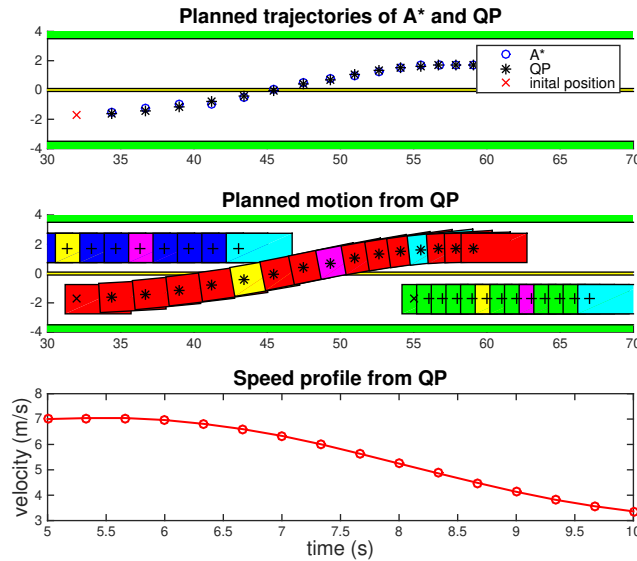 Planned trajectories of A* and QP
4
2
0
-2
-4
A*
QP
inital position
30 35 40 45 50 55 60 65 70
Planned motion from QP
4
2
0
-2
-4
30 35 40 45 50 55 60 65 70
Speed profile from QP
8
7
6
5
4
3
velocity (m/s)
5 5.5 6 6.5 7 7.5 8 8.5 9 9.5 10
time (s)